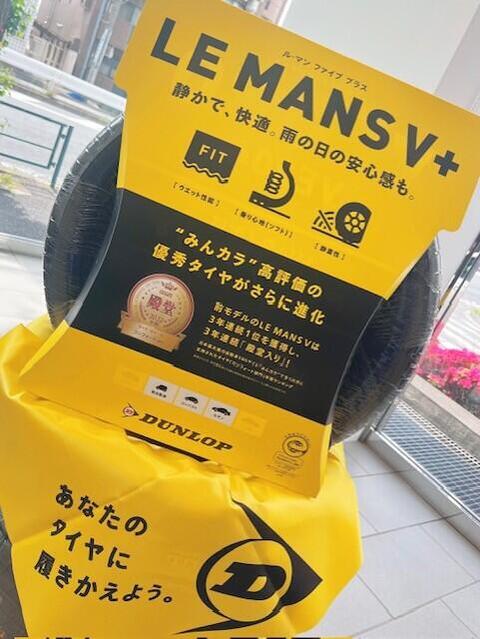 ル・マン ファイブ プラス
LE MANS V+
静かで、快適。雨の日の安心感も。
FIT
[ウエット性能]
[乗り心地(ソフト)]
[静粛性]
"みんカラ"高評価の
優秀タイヤがさらに進化
殿堂
前モデルのLE MANS Vは
3年連続1位を獲得し、
3年連続「殿堂入り」!
DUNLOP
あなたの
タイヤに
履きかえよう。
D